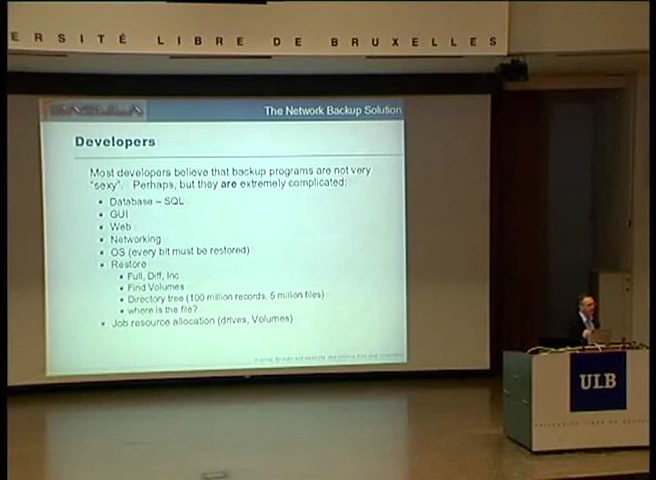 ERSITÉ LIBRE DE BRUXELLES
The Network Backup Solution
Developers
Most developers believe that backup programs are not very
"sexy". Perhaps, but they are extremely complicated:
• Database – SQL
• GUI
• Web
• Networking
• OS (every bit must be restored)
• Restore
• Full, Diff, Inc
• Find Volumes
• Directory tree (100 million records, 5 million files)
• where is the file?
• Job resource allocation (drives, Volumes)
ULB